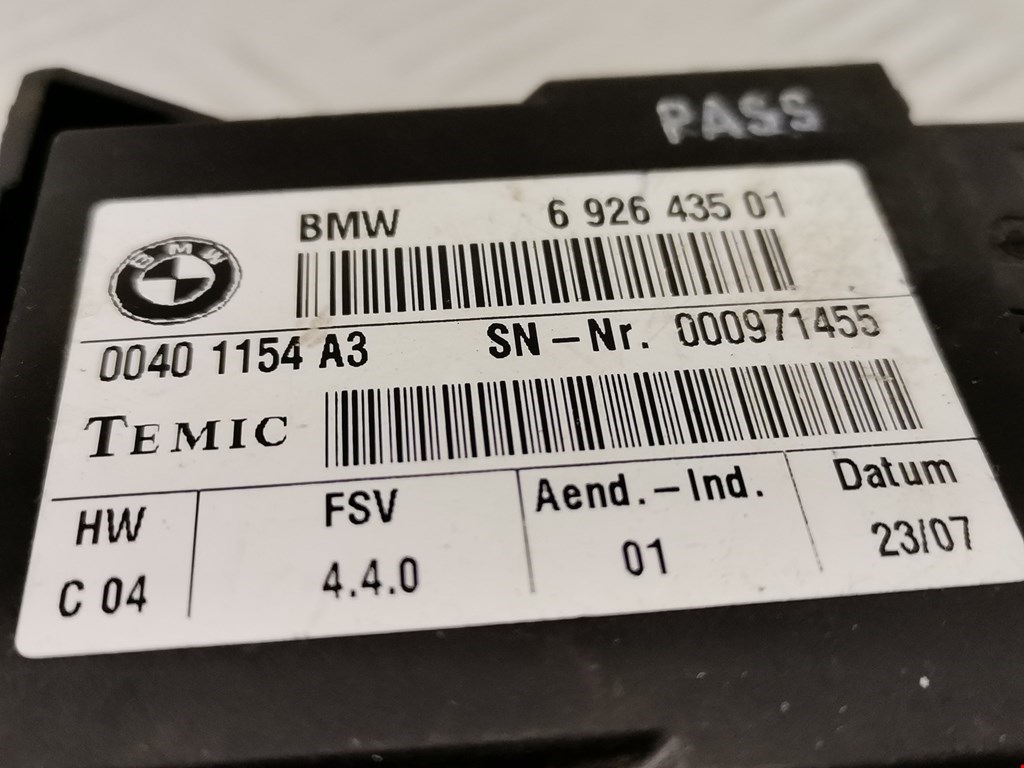 PASS
BMW 6 926 435 01
BMW
0040 1154 A3 SN-Nr. 000971455
TEMIC
HW FSV Aend.-Ind. Datum
C 04 4.4.0 01 23/07